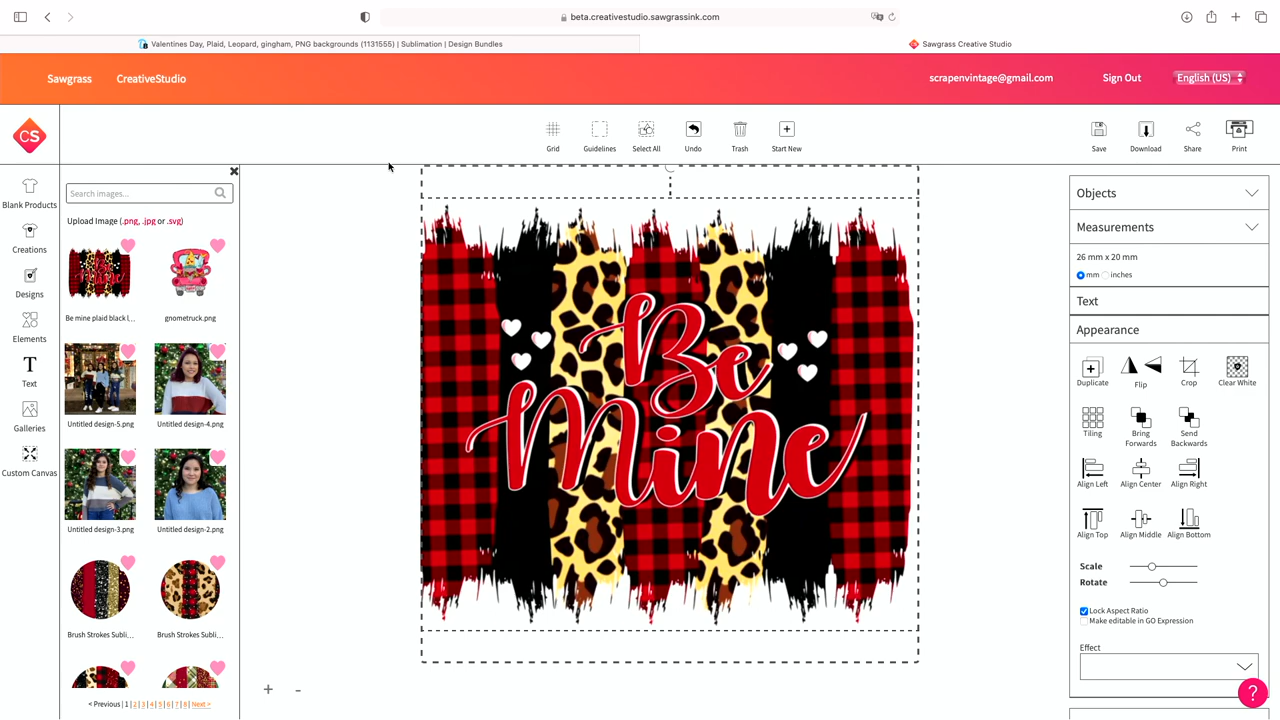 beta.creativestudio.sawgrassink.com
Valentines Day, Plaid, Leopard, gingham, PNG backgrounds (1131555) | Sublimation | Design Bundles
Sawgrass Creative Studio
Sawgrass
CreativeStudio
scrapenvintage@gmail.com
Sign Out
English (US)
CS
Grid
Guidelines
Select All
Undo
Trash
Start New
Save
Download
Share
Print
Blank Products
Creations
Designs
Elements
Text
Galleries
Custom Canvas
Search images...
Upload Image (.png, .jpg or .svg)
Be mine plaid black l...
gnometruck.png
Untitled design-5.png
Untitled design-4.png
Untitled design-3.png
Untitled design-2.png
Brush Strokes Subli...
Brush Strokes Subli...
< Previous | 1 | 2 | 3 | 4 | 5 | 6 | 7 | 8 | Next >
Be
Mine
+ -
Objects
Measurements
26 mm x 20 mm
mm inches
Text
Appearance
Duplicate
Flip
Crop
Clear White
Tiling
Bring
Forwards
Send
Backwards
Align Left
Align Center
Align Right
Align Top
Align Middle
Align Bottom
Scale
Rotate
Lock Aspect Ratio
Make editable in GO Expression
Effect
?